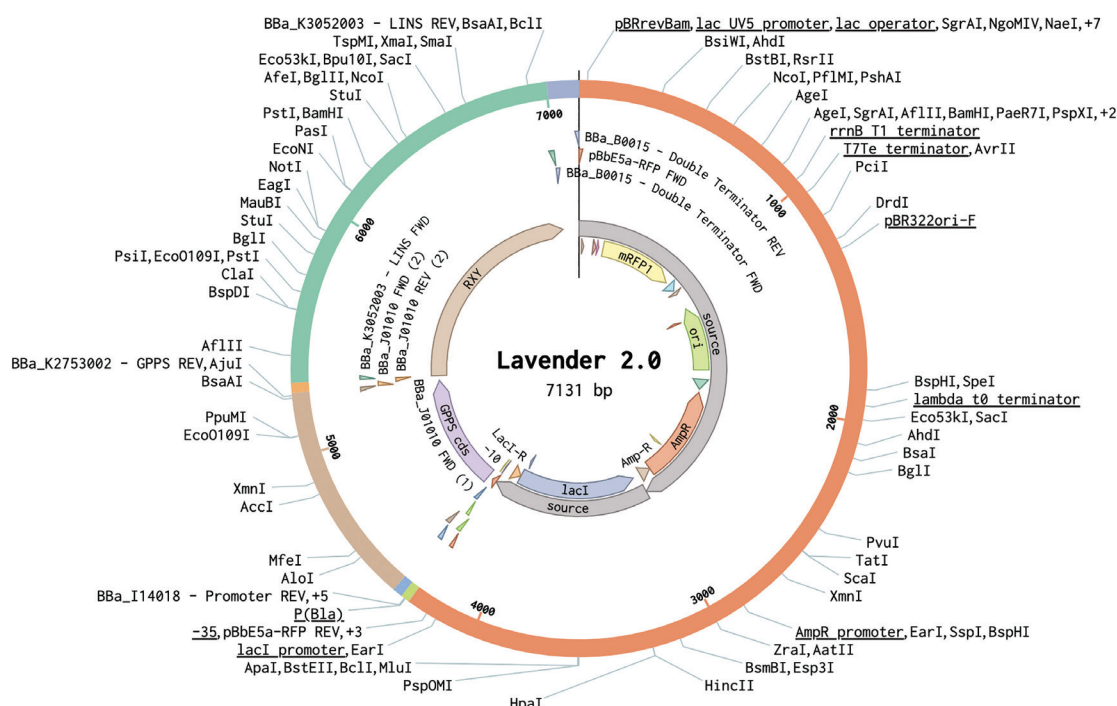 BBa_K3052003 - LINS REV,BsaAI,BclI
TspMI,XmaI,SmaI
Eco53kI,Bpu10I,SacI
AfeI,BglII,NcoI
StuI
PstI,BamHI
PasI
EcoNI
NotI
EagI
MauBI
StuI
BglI
PsiI,EcoO109I,PstI
ClaI
BspDI
AflII
BBa_K2753002 - GPPS REV,AjuI
BsaAI
PpuMI
EcoO109I
XmnI
AccI
MfeI
AloI
BBa_I14018 - Promoter REV,+5
P(Bla)
-35,pBbE5a-RFP REV,+3
lacI promoter,EarI
ApaI,BstEII,BclI,MluI
PspOMI
HpaI
pBRrevBam,lac UV5 promoter,lac operator,SgrAI,NgoMIV,NaeI,+7
BsiWI,AhdI
BstBI,RsrII
NcoI,PflMI,PshAI
AgeI
AgeI,SgrAI,AflII,BamHI,PaeR7I,PspXI,+2
rrnB T1 terminator
T7Te terminator,AvrII
PciI
DrdI
pBR322ori-F
BspHI,SpeI
lambda t0 terminator
Eco53kI,SacI
AhdI
BsaI
BglI
PvuI
TatI
ScaI
XmnI
AmpR promoter,EarI,SspI,BspHI
ZraI,AatII
BsmBI,Esp3I
HincII
7000
1000
2000
3000
4000
5000
6000
BBa_B0015 - Double Terminator REV
pBbE5a-RFP FWD
BBa_B0015 - Double Terminator FWD
BBa_K3052003 - LINS FWD
BBa_J01010 FWD (2)
BBa_J01010 REV (2)
BBa_J01010 FWD (1)
RXY
mRFP1
source
ori
AmpR
Amp-R
lacI
source
LacI-R
-10
GPPS cds
Lavender 2.0
7131 bp